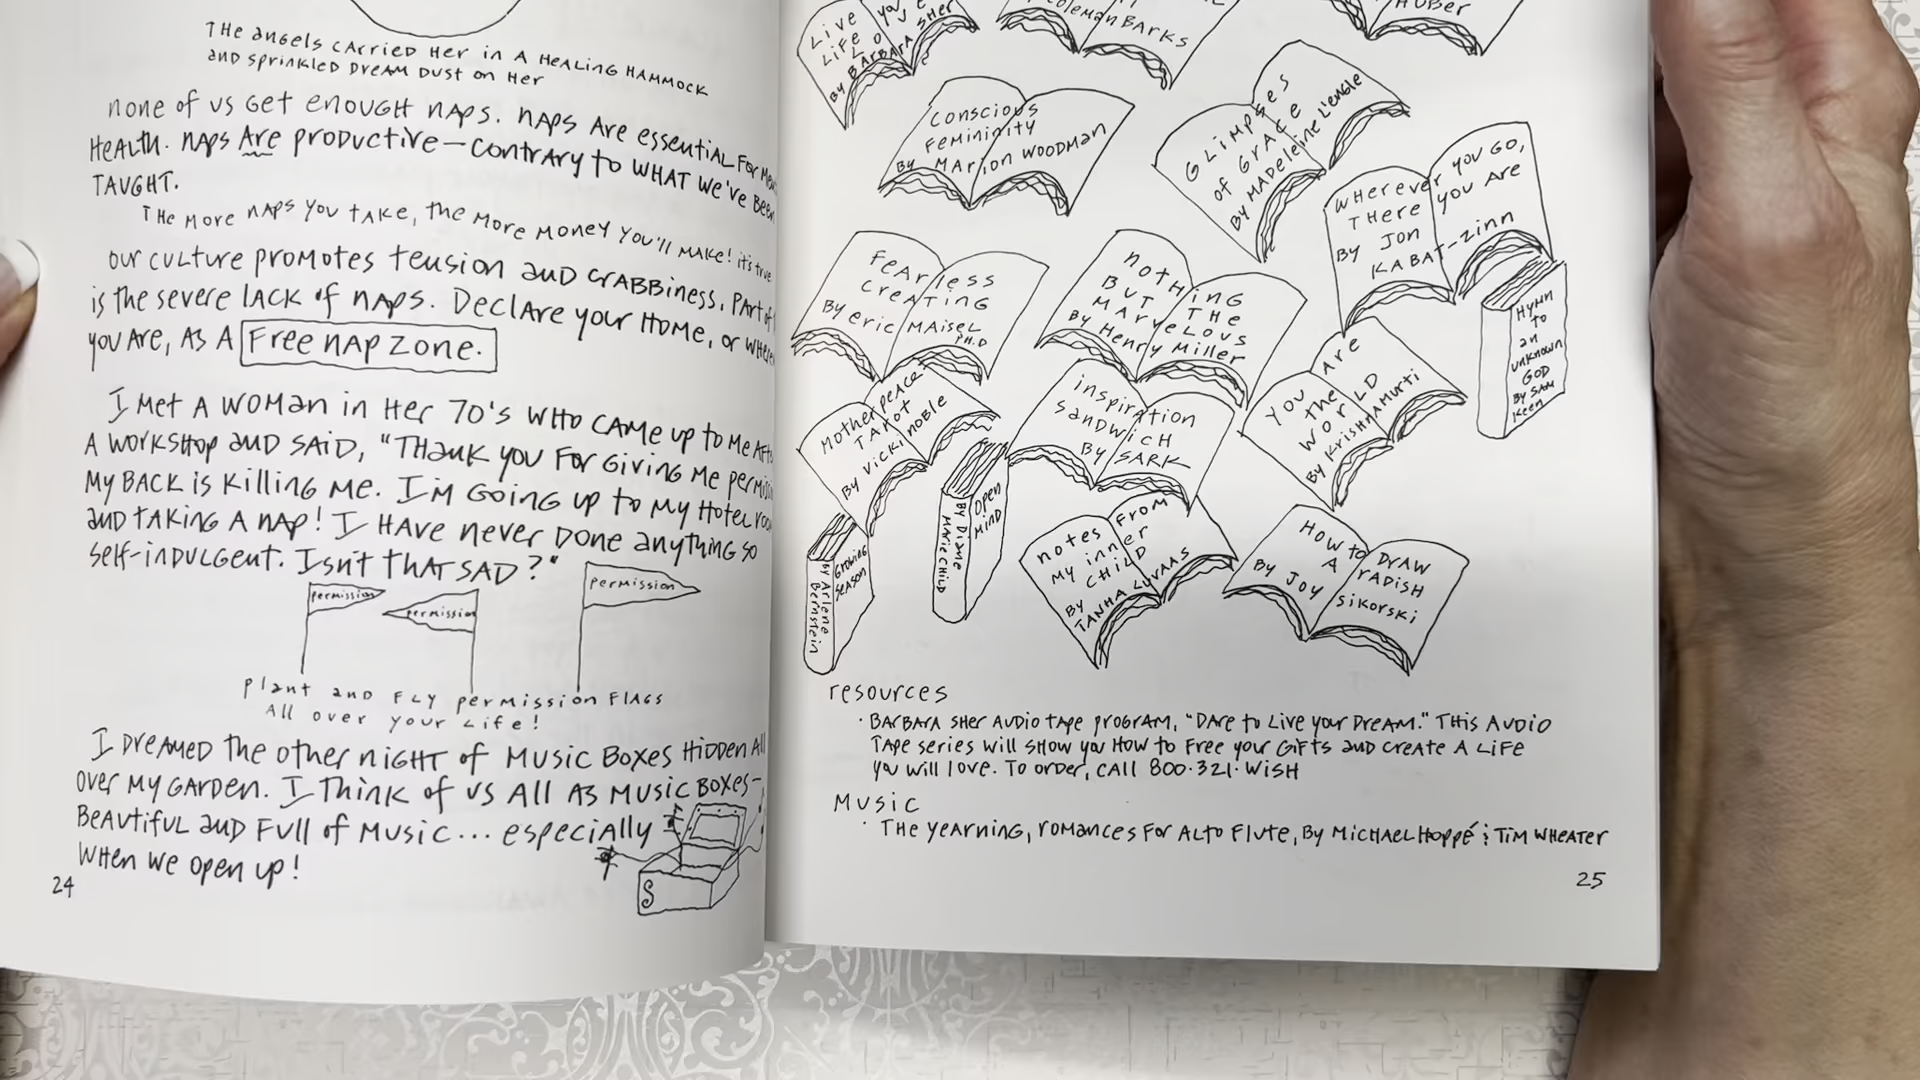 THE ANGELS CARRIED HER IN A HEALING HAMMOCK
AND SPRINKLED DREAM DUST ON HER
NONE OF US GET ENOUGH NAPS. NAPS ARE ESSENTIAL FOR
HEALTH. NAPS ARE PRODUCTIVE — CONTRARY TO WHAT WE'VE BEEN
TAUGHT.
THE MORE NAPS YOU TAKE, THE MORE MONEY YOU'LL MAKE! IT'S TRUE
OUR CULTURE PROMOTES TENSION AND CRABBINESS. PART OF
IS THE SEVERE LACK OF NAPS. DECLARE YOUR HOME, OR
YOU ARE, AS A FREE NAP ZONE.
I MET A WOMAN IN HER 70'S WHO CAME UP TO ME
A WORKSHOP AND SAID, "THANK YOU FOR GIVING ME
MY BACK IS KILLING ME. I'M GOING UP TO MY HOTEL
AND TAKING A NAP! I HAVE NEVER DONE ANYTHING SO
SELF-INDULGENT. ISN'T THAT SAD?"
PERMISSION
PERMISSION
PERMISSION
PLANT AND FLY PERMISSION FLAGS
ALL OVER YOUR LIFE!
I DREAMED THE OTHER NIGHT OF MUSIC BOXES HIDDEN ALL
OVER MY GARDEN. I THINK OF US ALL AS MUSIC BOXES–
BEAUTIFUL AND FULL OF MUSIC... ESPECIALLY
WHEN WE OPEN UP!
S
24
LIVE
LIFE
BY BARBARA SHER
COLEMAN BARKS
HUBER
CONSCIOUS
FEMININITY
BY MARION WOODMAN
GLIMPSES
OF GRACE
BY MADELEINE L'ENGLE
WHEREVER YOU GO,
THERE YOU ARE
BY JON
KABAT-ZINN
FEARLESS
CREATING
BY ERIC MAISEL
PH.D
NOTHING
BUT THE
MARVELOUS
BY HENRY MILLER
HYMN
TO
AN
UNKNOWN
GOD
BY SAM
KEEN
YOU ARE
THE
WORLD
BY KRISHNAMURTI
MOTHERPEACE
TAROT
BY VICKI NOBLE
INSPIRATION
SANDWICH
BY SARK
OPEN
MIND
BY DIANE
MARIECHILD
GROWING
SEASON
BY ARLENE
BERNSTEIN
NOTES FROM
MY INNER
CHILD
BY
TANHA LUVAAS
HOW TO DRAW
A RADISH
BY JOY SIKORSKI
RESOURCES
· BARBARA SHER AUDIO TAPE PROGRAM, "DARE TO LIVE YOUR DREAM." THIS AUDIO
TAPE SERIES WILL SHOW YOU HOW TO FREE YOUR GIFTS AND CREATE A LIFE
YOU WILL LOVE. TO ORDER, CALL 800·321·WISH
MUSIC
· THE YEARNING, ROMANCES FOR ALTO FLUTE, BY MICHAEL HOPPÉ & TIM WHEATER
25